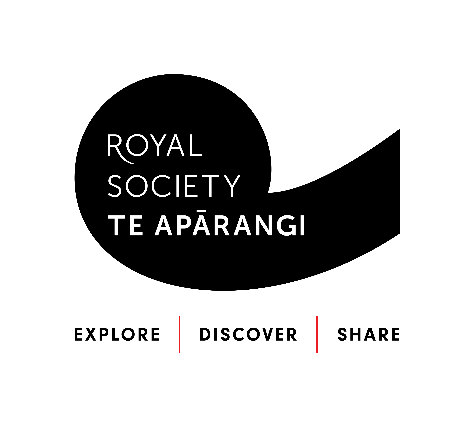 ROYAL
SOCIETY
TE APĀRANGI
EXPLORE | DISCOVER | SHARE